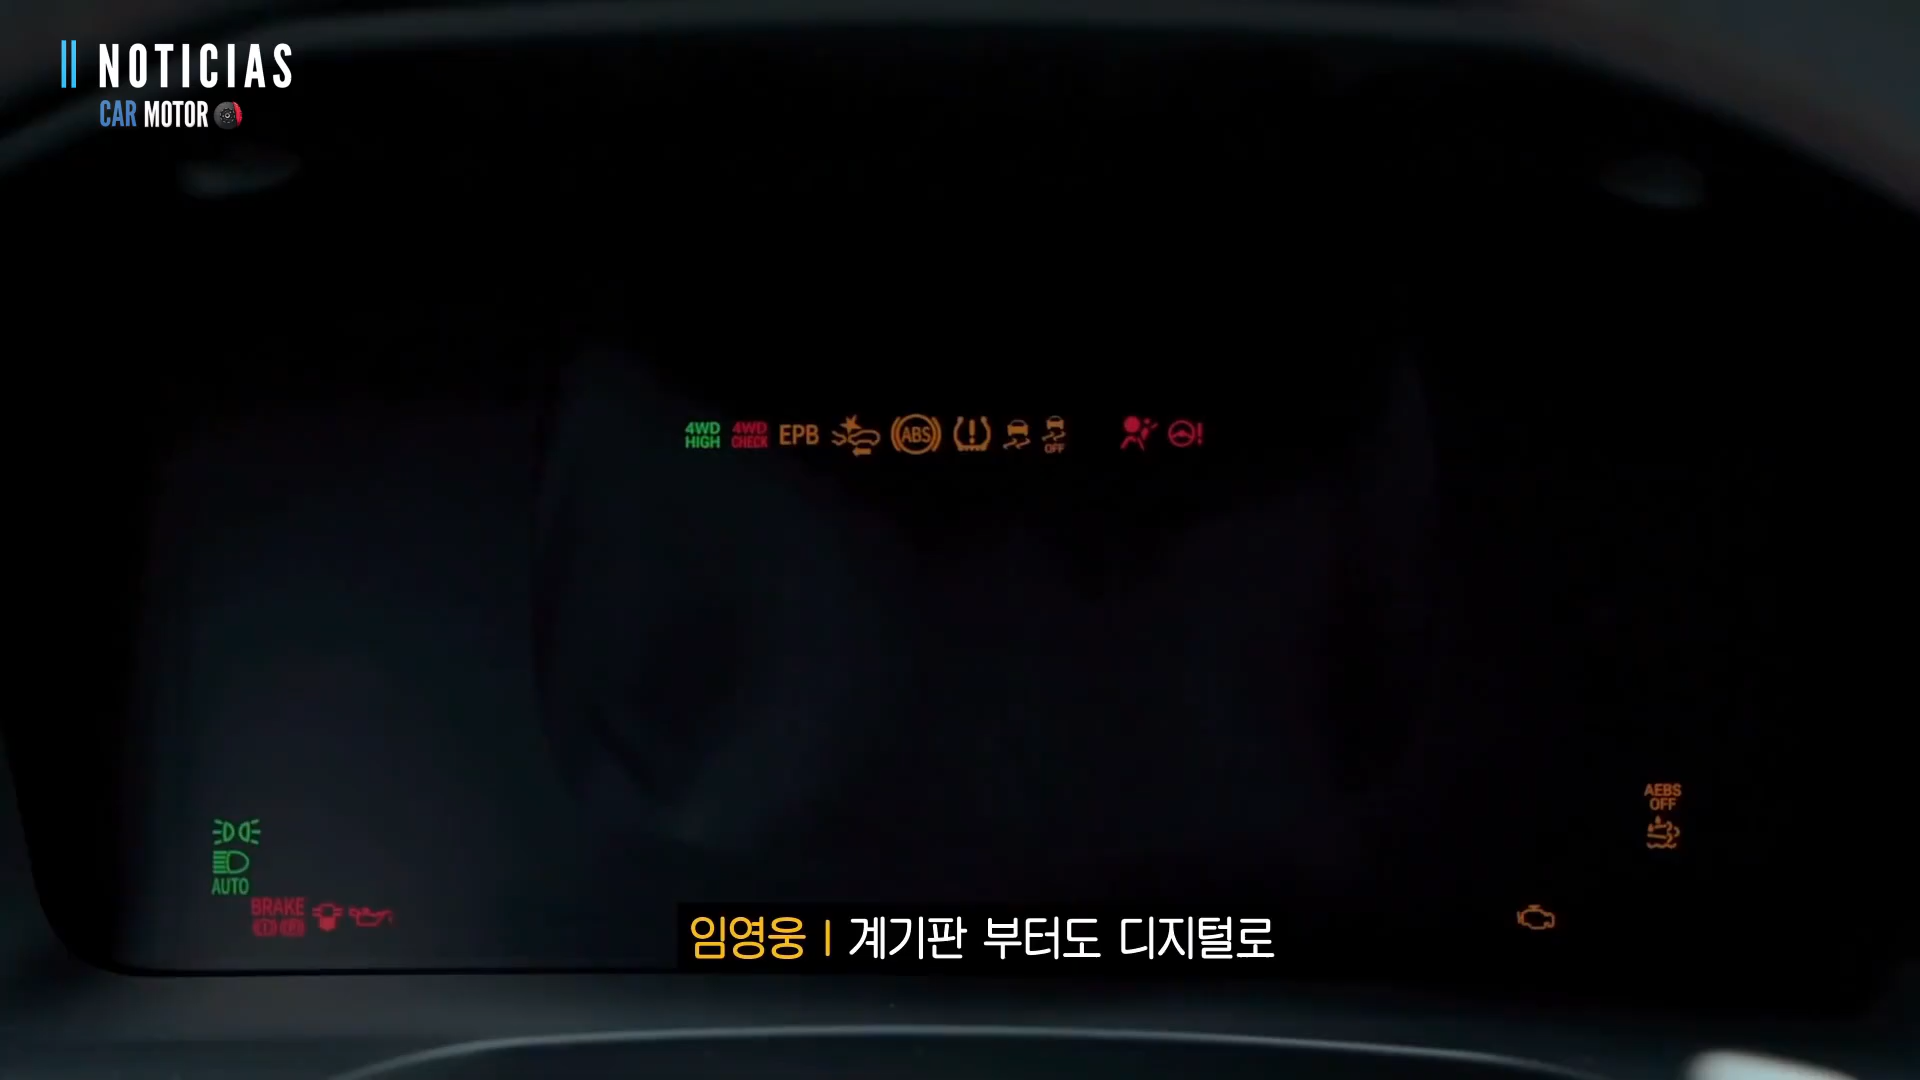 NOTICIAS
CAR MOTOR
4WD HIGH 4WD CHECK EPB ABS OFF
AEBS
OFF
AUTO
BRAKE
임영웅 | 계기판 부터도 디지털로